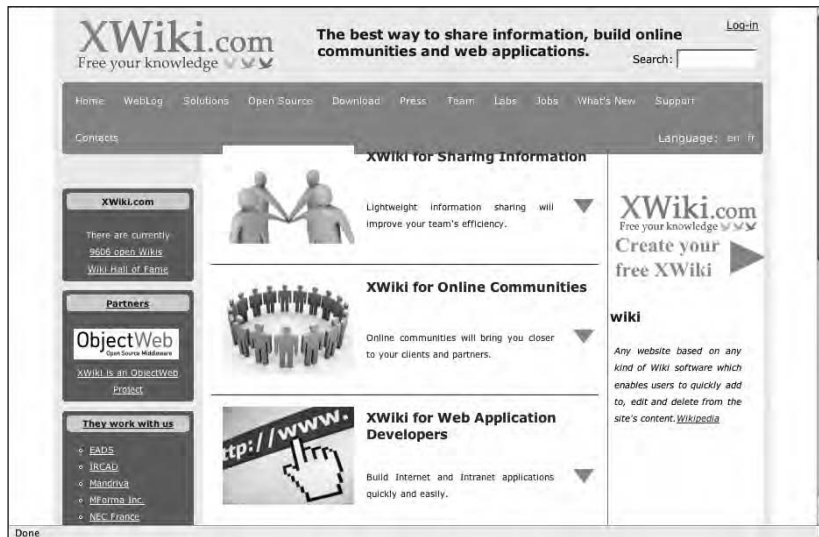 XWiki.com
Free your knowledge
The best way to share information, build online
communities and web applications.
Log-in
Search:
Home WebLog Solutions Open Source Download Press Team Labs Jobs What's New Support
Contacts
Language: en fr
XWiki.com
There are currently
9606 open Wikis
Wiki Hall of Fame
Partners
ObjectWeb
Open Source Middleware
XWiki is an ObjectWeb
Project
They work with us
EADS
IRCAD
Mandriva
MForma Inc.
NEC France
XWiki for Sharing Information
Lightweight information sharing will
improve your team's efficiency.
XWiki for Online Communities
Online communities will bring you closer
to your clients and partners.
http://www.
XWiki for Web Application
Developers
Build Internet and Intranet applications
quickly and easily.
XWiki.com
Free your knowledge
Create your
free XWiki
wiki
Any website based on any
kind of Wiki software which
enables users to quickly add
to, edit and delete from the
site's content.Wikipedia
Done